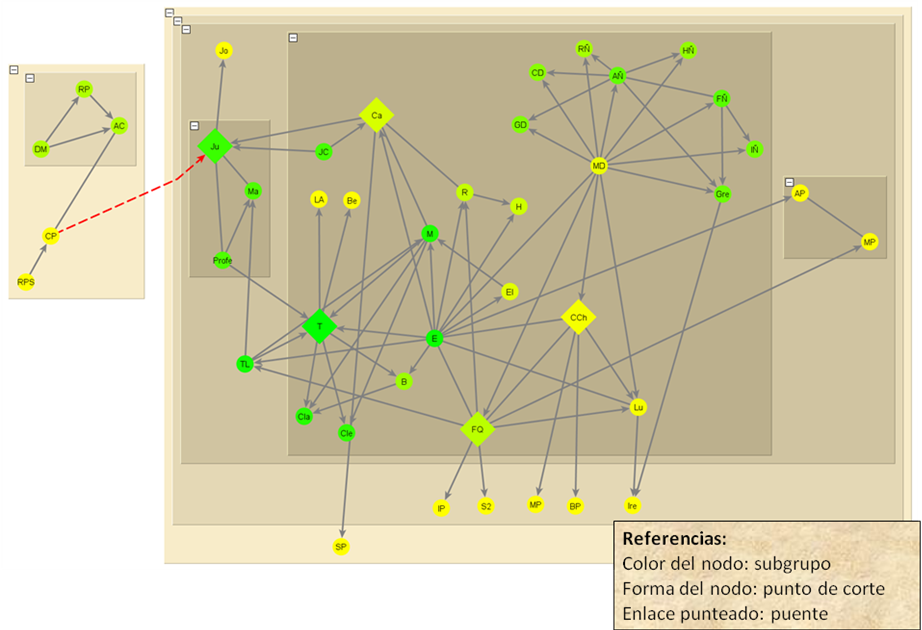 Jo
RP
AC
DM
CP
RPS
Ju
Ma
Profe
TL
Ca
JC
LA
Be
R
H
M
EI
T
E
B
Cla
Cle
FQ
CCh
Lu
RÑ
HÑ
CD
AÑ
FÑ
GD
IÑ
MD
Gre
AP
MP
IP
S2
MP
BP
Ire
SP
Referencias:
Color del nodo: subgrupo
Forma del nodo: punto de corte
Enlace punteado: puente